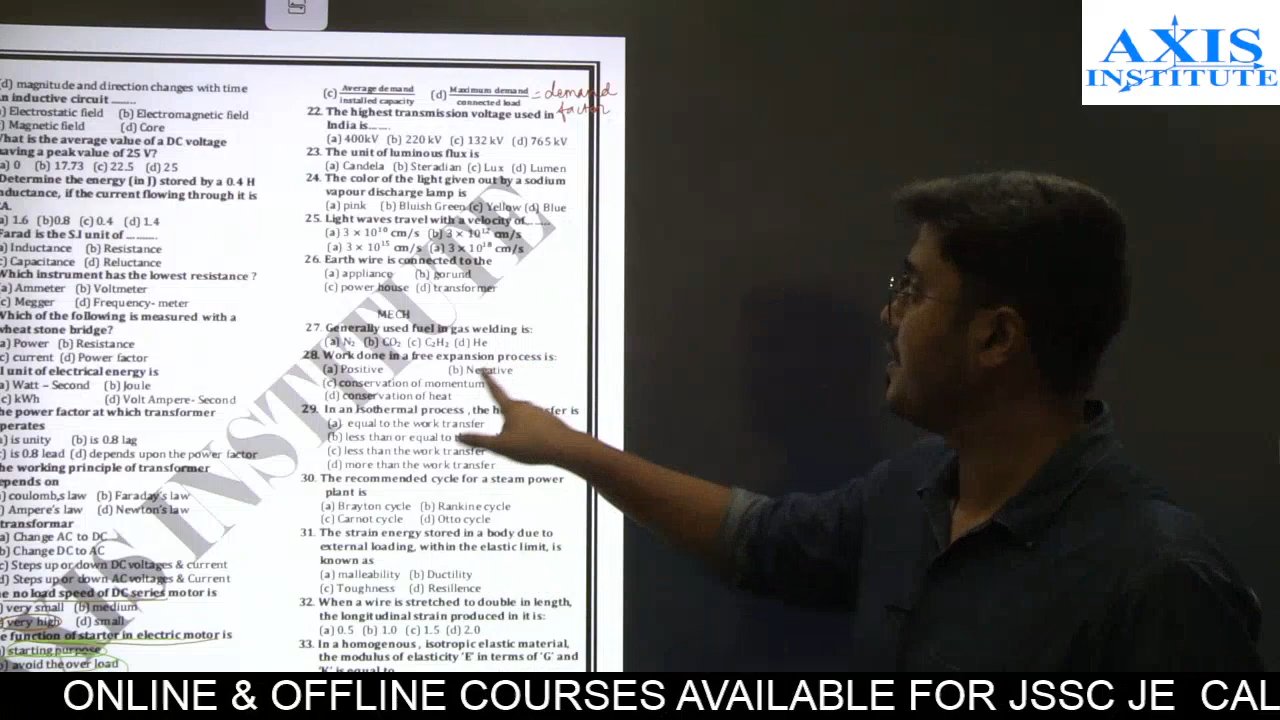 (d) magnitude and direction changes with time
n inductive circuit .......
) Electrostatic field (b) Electromagnetic field
) Magnetic field (d) Core
What is the average value of a DC voltage
having a peak value of 25 V?
a) 0 (b) 17.73 (c) 22.5 (d) 25
Determine the energy (in J) stored by a 0.4 H
nductance, if the current flowing through it is
A.
a) 1.6 (b)0.8 (c) 0.4 (d) 1.4
Farad is the S.I unit of .........
a) Inductance (b) Resistance
c) Capacitance (d) Reluctance
Which instrument has the lowest resistance ?
(a) Ammeter (b) Voltmeter
(c) Megger (d) Frequency- meter
Which of the following is measured with a
wheat stone bridge?
a) Power (b) Resistance
c) current (d) Power factor
I unit of electrical energy is
a) Watt – Second (b) Joule
c) kWh (d) Volt Ampere- Second
he power factor at which transformer
perates
) is unity (b) is 0.8 lag
) is 0.8 lead (d) depends upon the power factor
he working principle of transformer
epends on
) coulomb,s law (b) Faraday's law
) Ampere's law (d) Newton's law
transformar
a) Change AC to DC
b) Change DC to AC
c) Steps up or down DC voltages & current
d) Steps up or down AC voltages & Current
e no load speed of DC series motor is
) very small (b) medium
very high (d) small
e function of starter in electric motor is
) starting purpose
) avoid the over load
(c) Average demand / installed capacity (d) Maximum demand / connected load = demand factor
22. The highest transmission voltage used in
India is.......
(a) 400kV (b) 220 kV (c) 132 kV (d) 765 kV
23. The unit of luminous flux is
(a) Candela (b) Steradian (c) Lux (d) Lumen
24. The color of the light given out by a sodium
vapour discharge lamp is
(a) pink (b) Bluish Green (c) Yellow (d) Blue
25. Light waves travel with a velocity of.......
(a) 3 × 10¹⁰ cm/s (b) 3 × 10¹² cm/s
(a) 3 × 10¹⁵ cm/s (a) 3 × 10¹⁸ cm/s
26. Earth wire is connected to the
(a) appliance (b) gorund
(c) power house (d) transformer
MECH
27. Generally used fuel in gas welding is:
(a) N₂ (b) CO₂ (c) C₂H₂ (d) He
28. Work done in a free expansion process is:
(a) Positive (b) Negative
(c) conservation of momentum
(d) conservation of heat
29. In an isothermal process , the is
(a) equal to the work transfer
(b) less than or equal to
(c) less than the work transfer
(d) more than the work transfer
30. The recommended cycle for a steam power
plant is
(a) Brayton cycle (b) Rankine cycle
(c) Carnot cycle (d) Otto cycle
31. The strain energy stored in a body due to
external loading, within the elastic limit, is
known as
(a) malleability (b) Ductility
(c) Toughness (d) Resillence
32. When a wire is stretched to double in length,
the longitudinal strain produced in it is:
(a) 0.5 (b) 1.0 (c) 1.5 (d) 2.0
33. In a homogenous , isotropic elastic material,
the modulus of elasticity 'E' in terms of 'G' and
'K' is equal to
AXIS INSTITUTE
AXIS
INSTITUTE
ONLINE & OFFLINE COURSES AVAILABLE FOR JSSC JE CAL